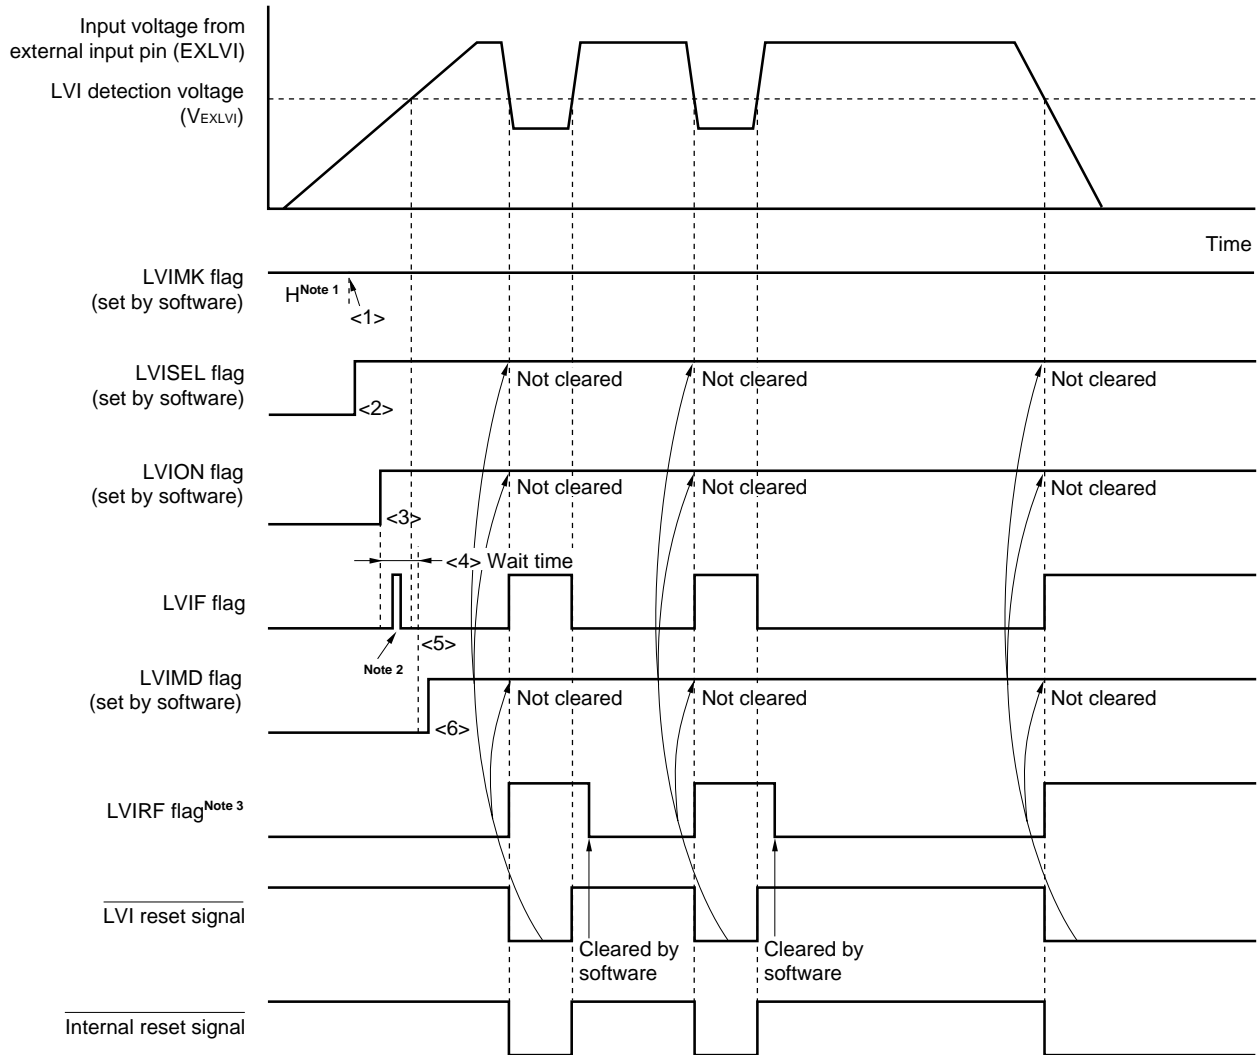 Input voltage from
external input pin (EXLVI)
LVI detection voltage
(VEXLVI)
Time
LVIMK flag
(set by software)
HNote 1
<1>
LVISEL flag
(set by software)
<2>
Not cleared
Not cleared
Not cleared
LVION flag
(set by software)
<3>
Not cleared
Not cleared
Not cleared
<4> Wait time
LVIF flag
Note 2
<5>
LVIMD flag
(set by software)
<6>
Not cleared
Not cleared
Not cleared
LVIRF flagNote 3
LVI reset signal
Cleared by
software
Cleared by
software
Internal reset signal